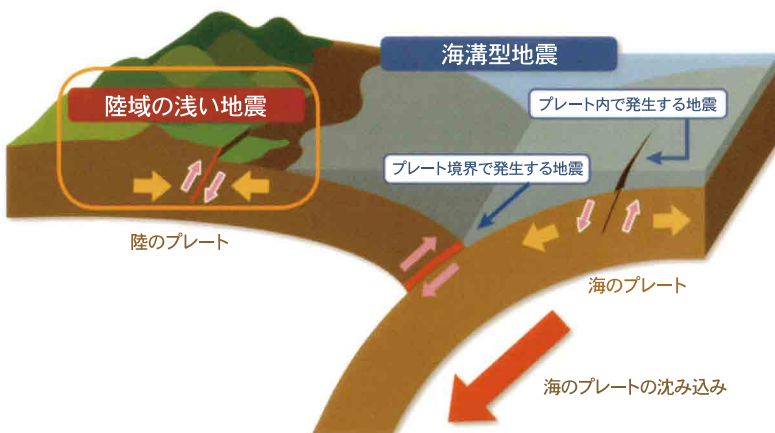 海溝型地震
陸域の浅い地震
プレート内で発生する地震
プレート境界で発生する地震
陸のプレート
海のプレート
海のプレートの沈み込み